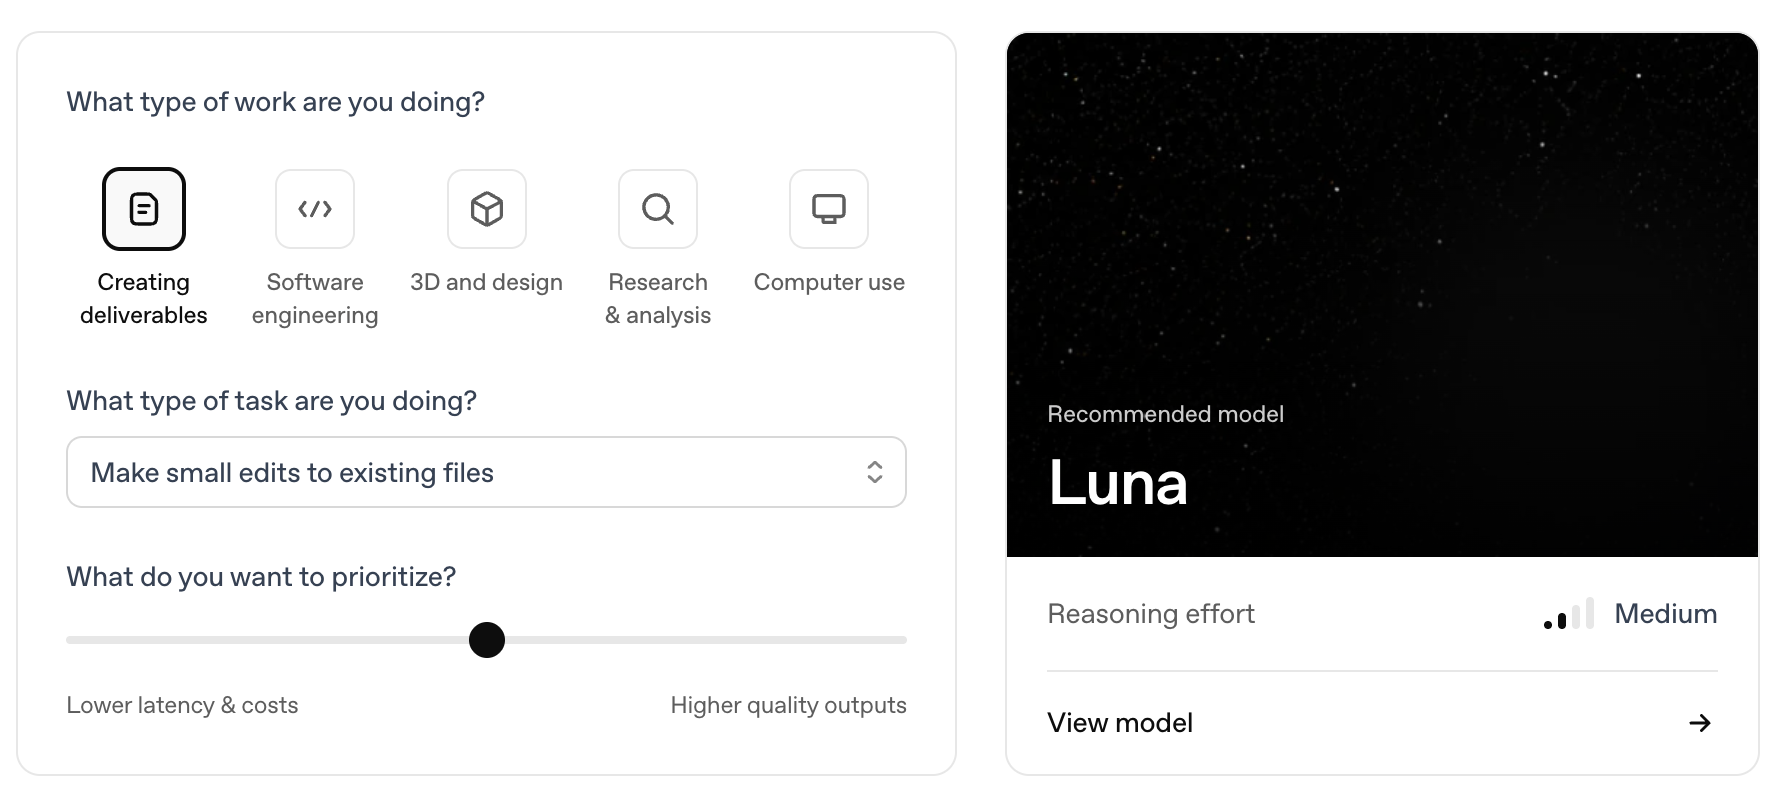 What type of work are you doing?
Creating
deliverables
Software
engineering
3D and design
Research
& analysis
Computer use
What type of task are you doing?
Make small edits to existing files
What do you want to prioritize?
Lower latency & costs
Higher quality outputs
Recommended model
Luna
Reasoning effort
Medium
View model